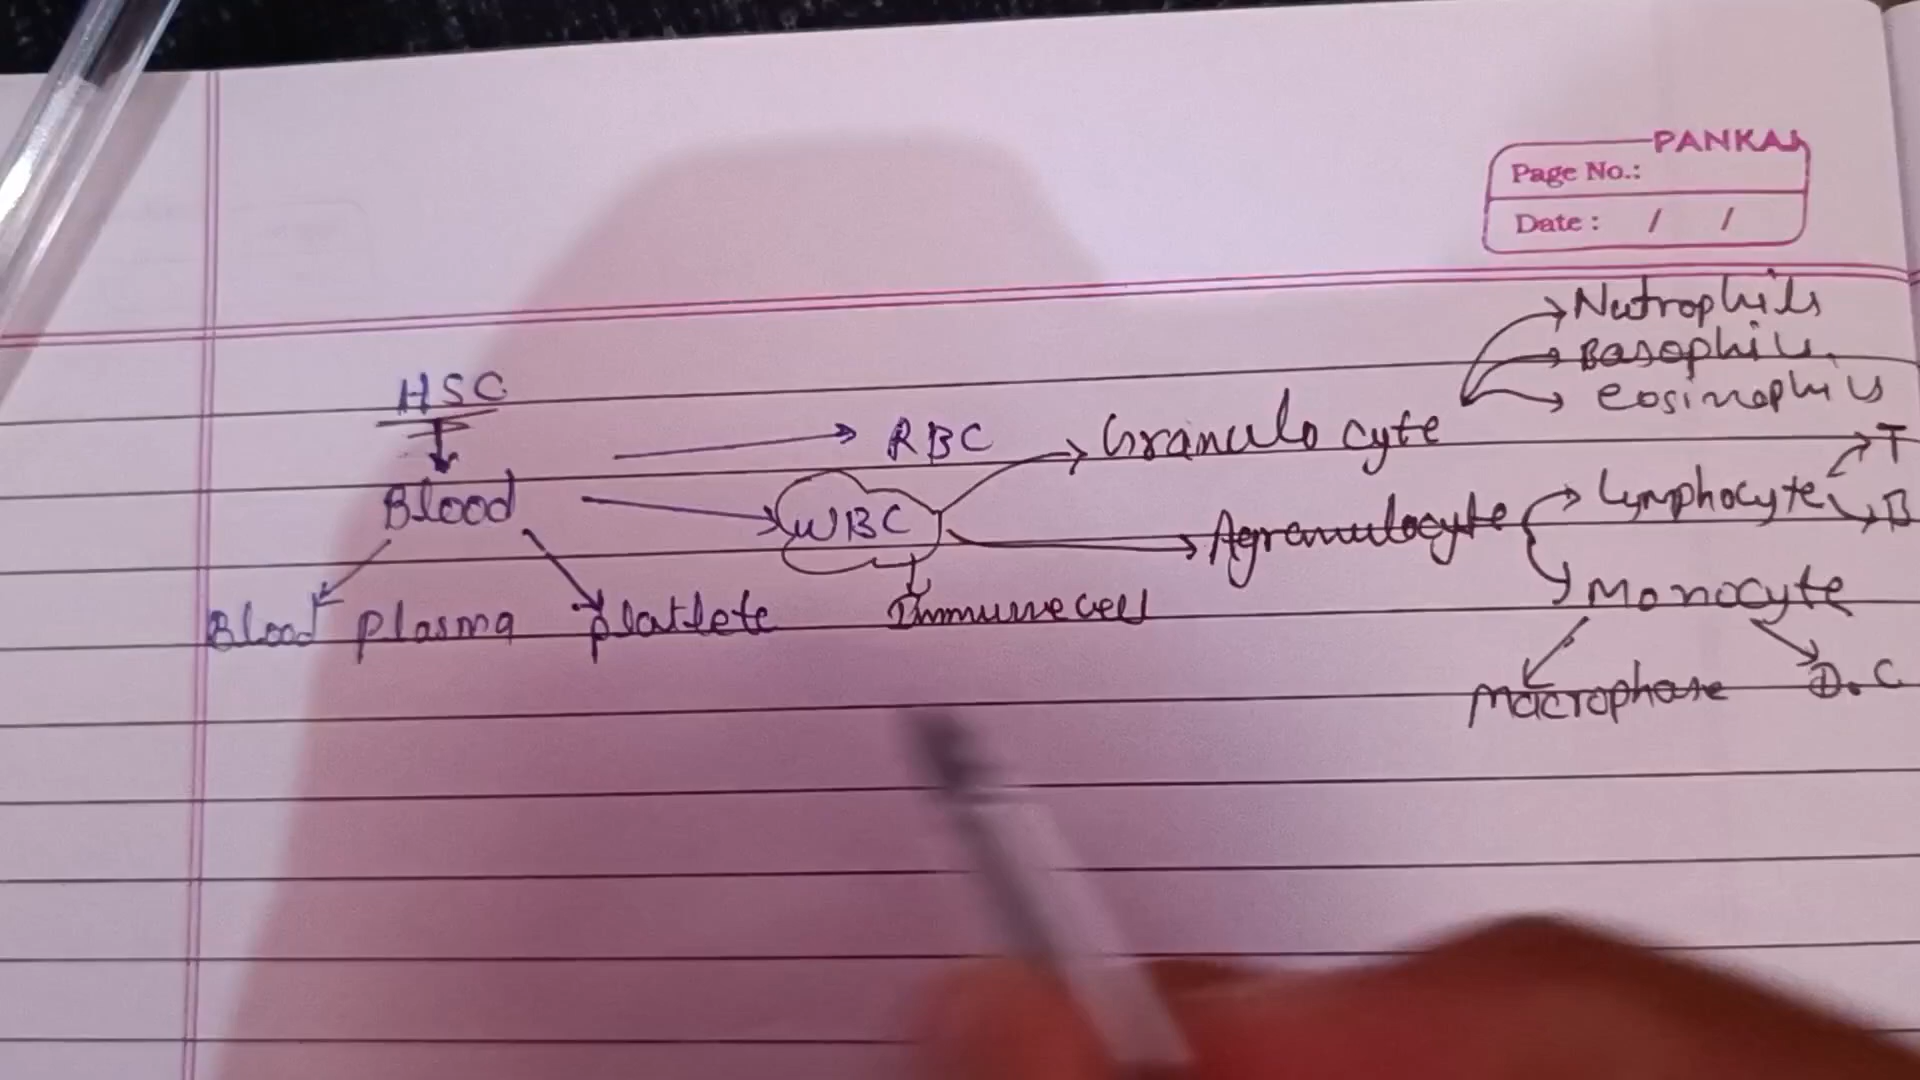 PANKAJ
Page No.:
Date : / /
HSC
Blood
Blood plasma
platlete
RBC
WBC
Immune cell
Granulocyte
Neutrophils
Basophils
eosinophils
Agranulocyte
Lymphocyte
T
B
Monocyte
Macrophase
D.C